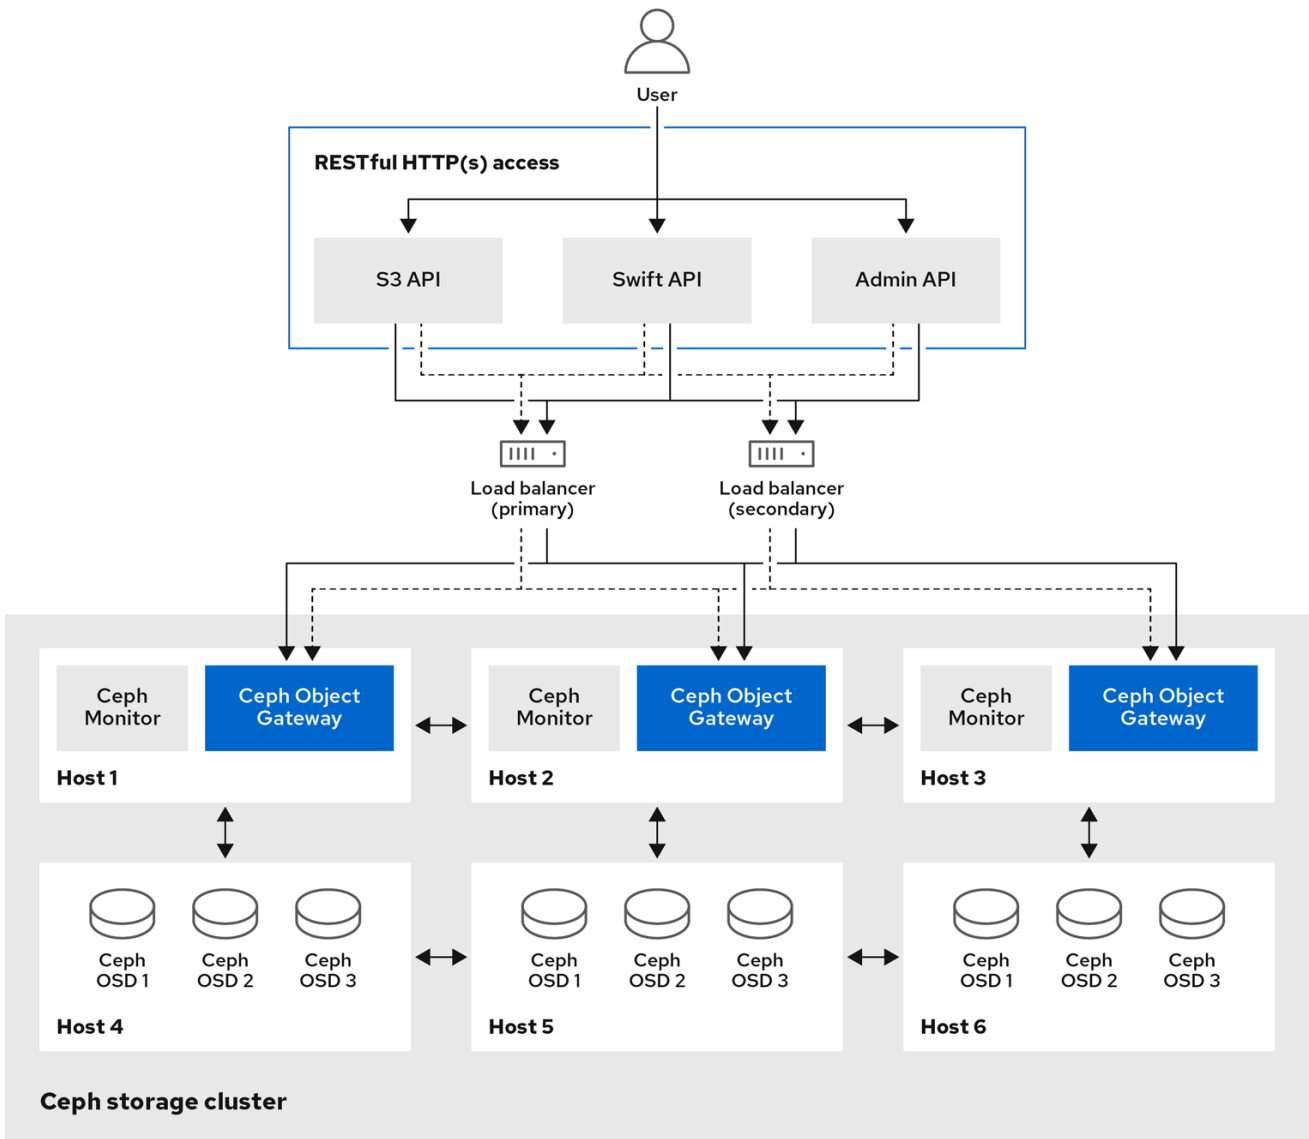 User
RESTful HTTP(s) access
S3 API
Swift API
Admin API
Load balancer
(primary)
Load balancer
(secondary)
Ceph
Monitor
Ceph Object
Gateway
Host 1
Ceph
Monitor
Ceph Object
Gateway
Host 2
Ceph
Monitor
Ceph Object
Gateway
Host 3
Ceph
OSD 1
Ceph
OSD 2
Ceph
OSD 3
Host 4
Ceph
OSD 1
Ceph
OSD 2
Ceph
OSD 3
Host 5
Ceph
OSD 1
Ceph
OSD 2
Ceph
OSD 3
Host 6
Ceph storage cluster